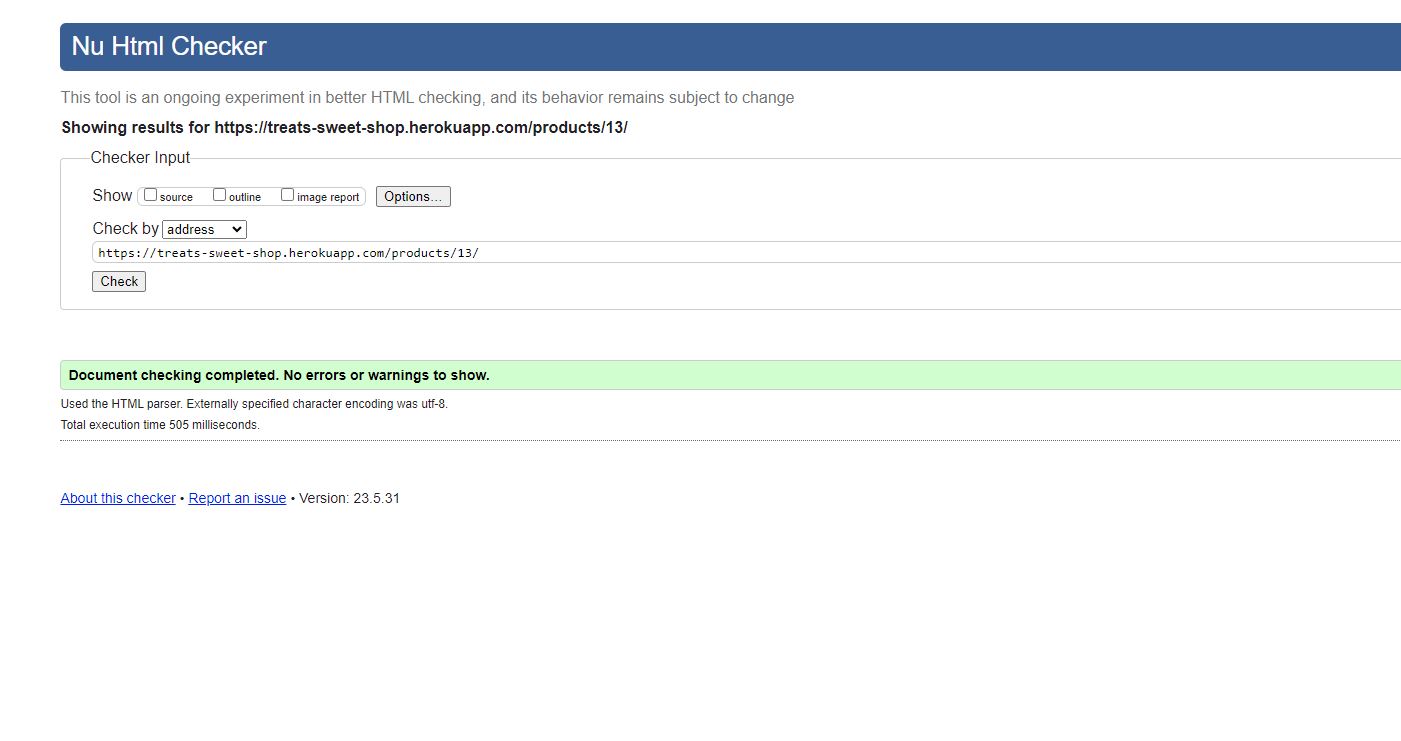 Nu Html Checker
This tool is an ongoing experiment in better HTML checking, and its behavior remains subject to change
Showing results for https://treats-sweet-shop.herokuapp.com/products/13/
Checker Input
Show source outline image report Options...
Check by address
https://treats-sweet-shop.herokuapp.com/products/13/
Check
Document checking completed. No errors or warnings to show.
Used the HTML parser. Externally specified character encoding was utf-8.
Total execution time 505 milliseconds.
About this checker • Report an issue • Version: 23.5.31